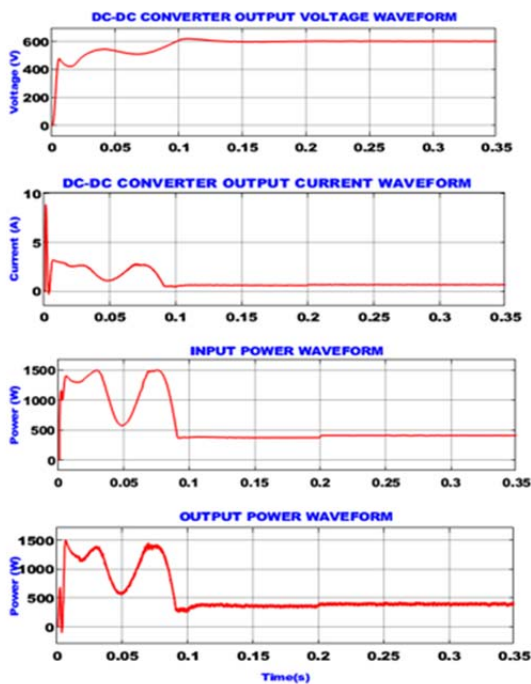 DC-DC CONVERTER OUTPUT VOLTAGE WAVEFORM
Voltage (V)
600
400
200
0
0 0.05 0.1 0.15 0.2 0.25 0.3 0.35
DC-DC CONVERTER OUTPUT CURRENT WAVEFORM
Current (A)
10
5
0
0 0.05 0.1 0.15 0.2 0.25 0.3 0.35
INPUT POWER WAVEFORM
Power (W)
1500
1000
500
0
0 0.05 0.1 0.15 0.2 0.25 0.3 0.35
OUTPUT POWER WAVEFORM
Power (W)
1500
1000
500
0
0 0.05 0.1 0.15 0.2 0.25 0.3 0.35
Time(s)